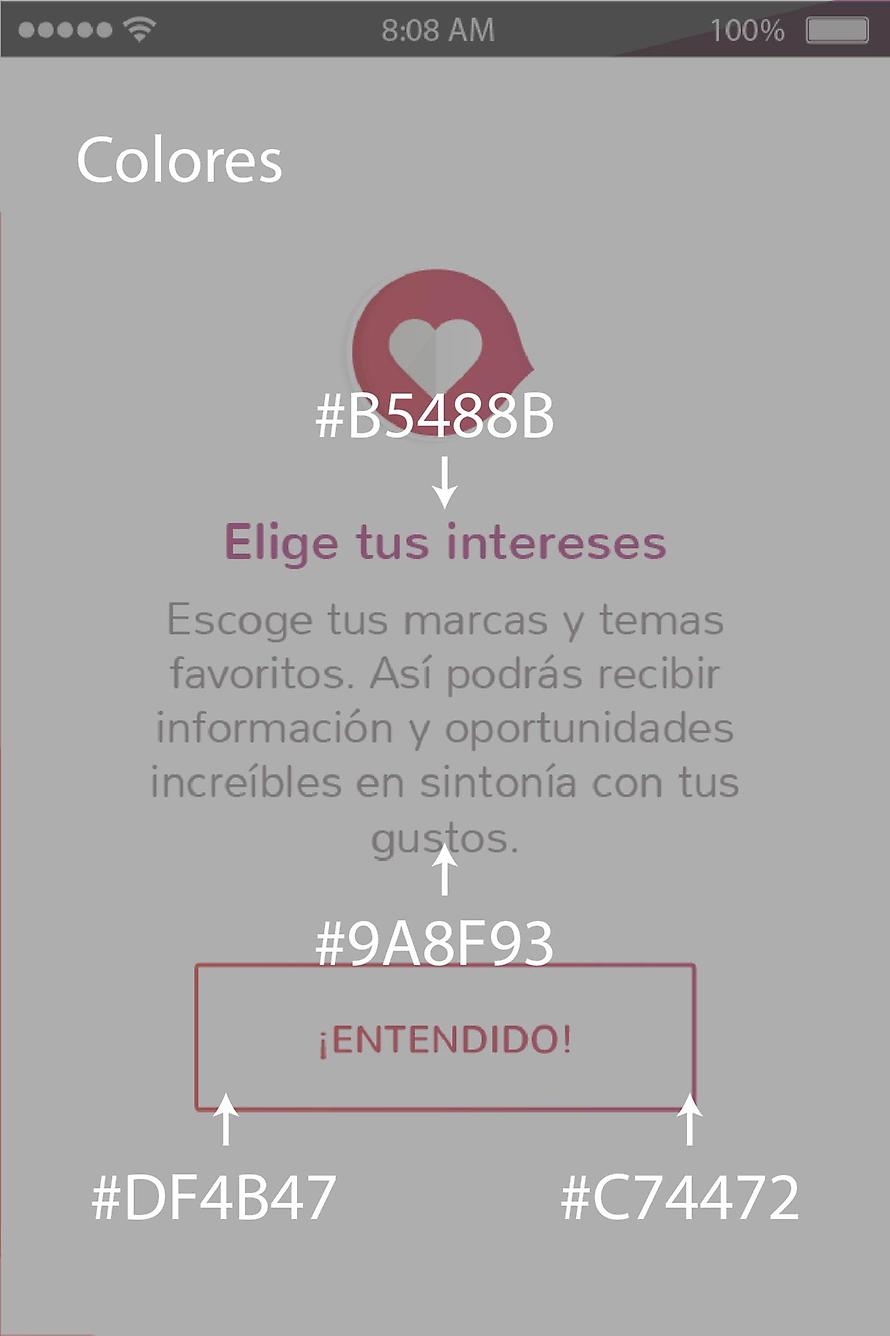 8:08 AM 100%
Colores
#B5488B
Elige tus intereses
Escoge tus marcas y temas
favoritos. Así podrás recibir
información y oportunidades
increíbles en sintonía con tus
gustos.
#9A8F93
¡ENTENDIDO!
#DF4B47 #C74472